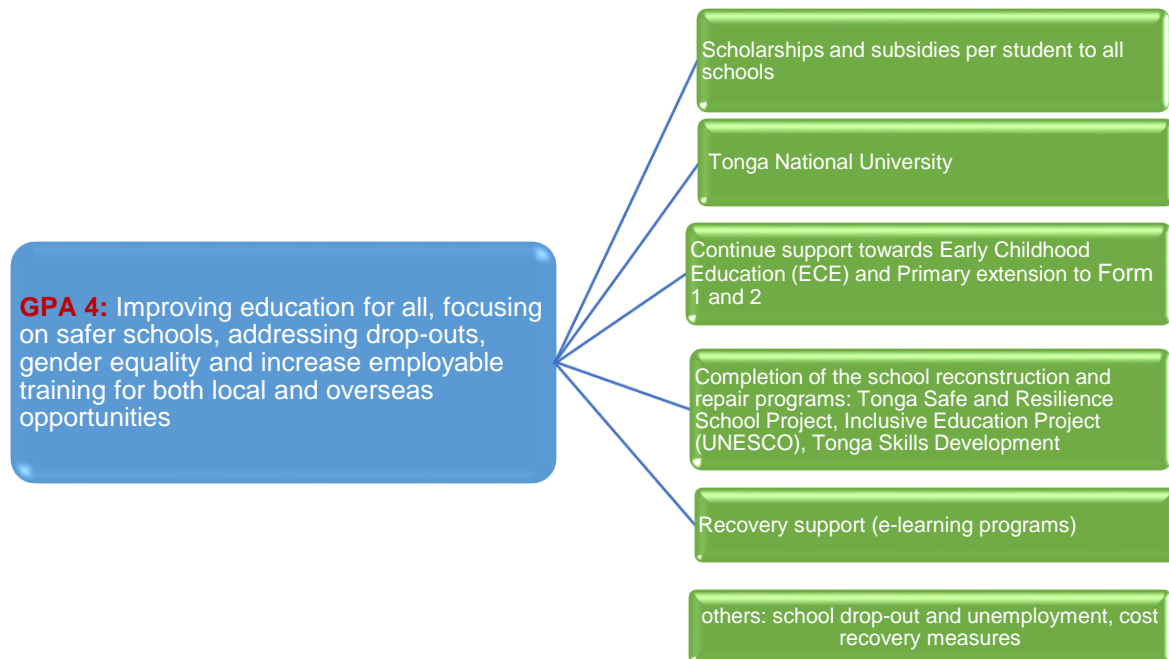 GPA 4: Improving education for all, focusing
on safer schools, addressing drop-outs,
gender equality and increase employable
training for both local and overseas
opportunities
Scholarships and subsidies per student to all
schools
Tonga National University
Continue support towards Early Childhood
Education (ECE) and Primary extension to Form
1 and 2
Completion of the school reconstruction and
repair programs: Tonga Safe and Resilience
School Project, Inclusive Education Project
(UNESCO), Tonga Skills Development
Recovery support (e-learning programs)
others: school drop-out and unemployment, cost
recovery measures